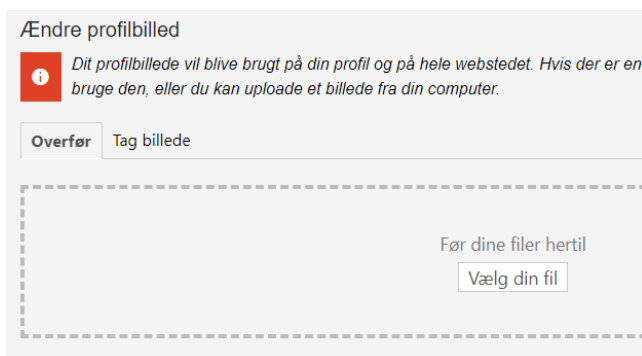 Ændre profilbilled
Dit profilbillede vil blive brugt på din profil og på hele webstedet. Hvis der er en
bruge den, eller du kan uploade et billede fra din computer.
Overfør Tag billede
Før dine filer hertil
Vælg din fil